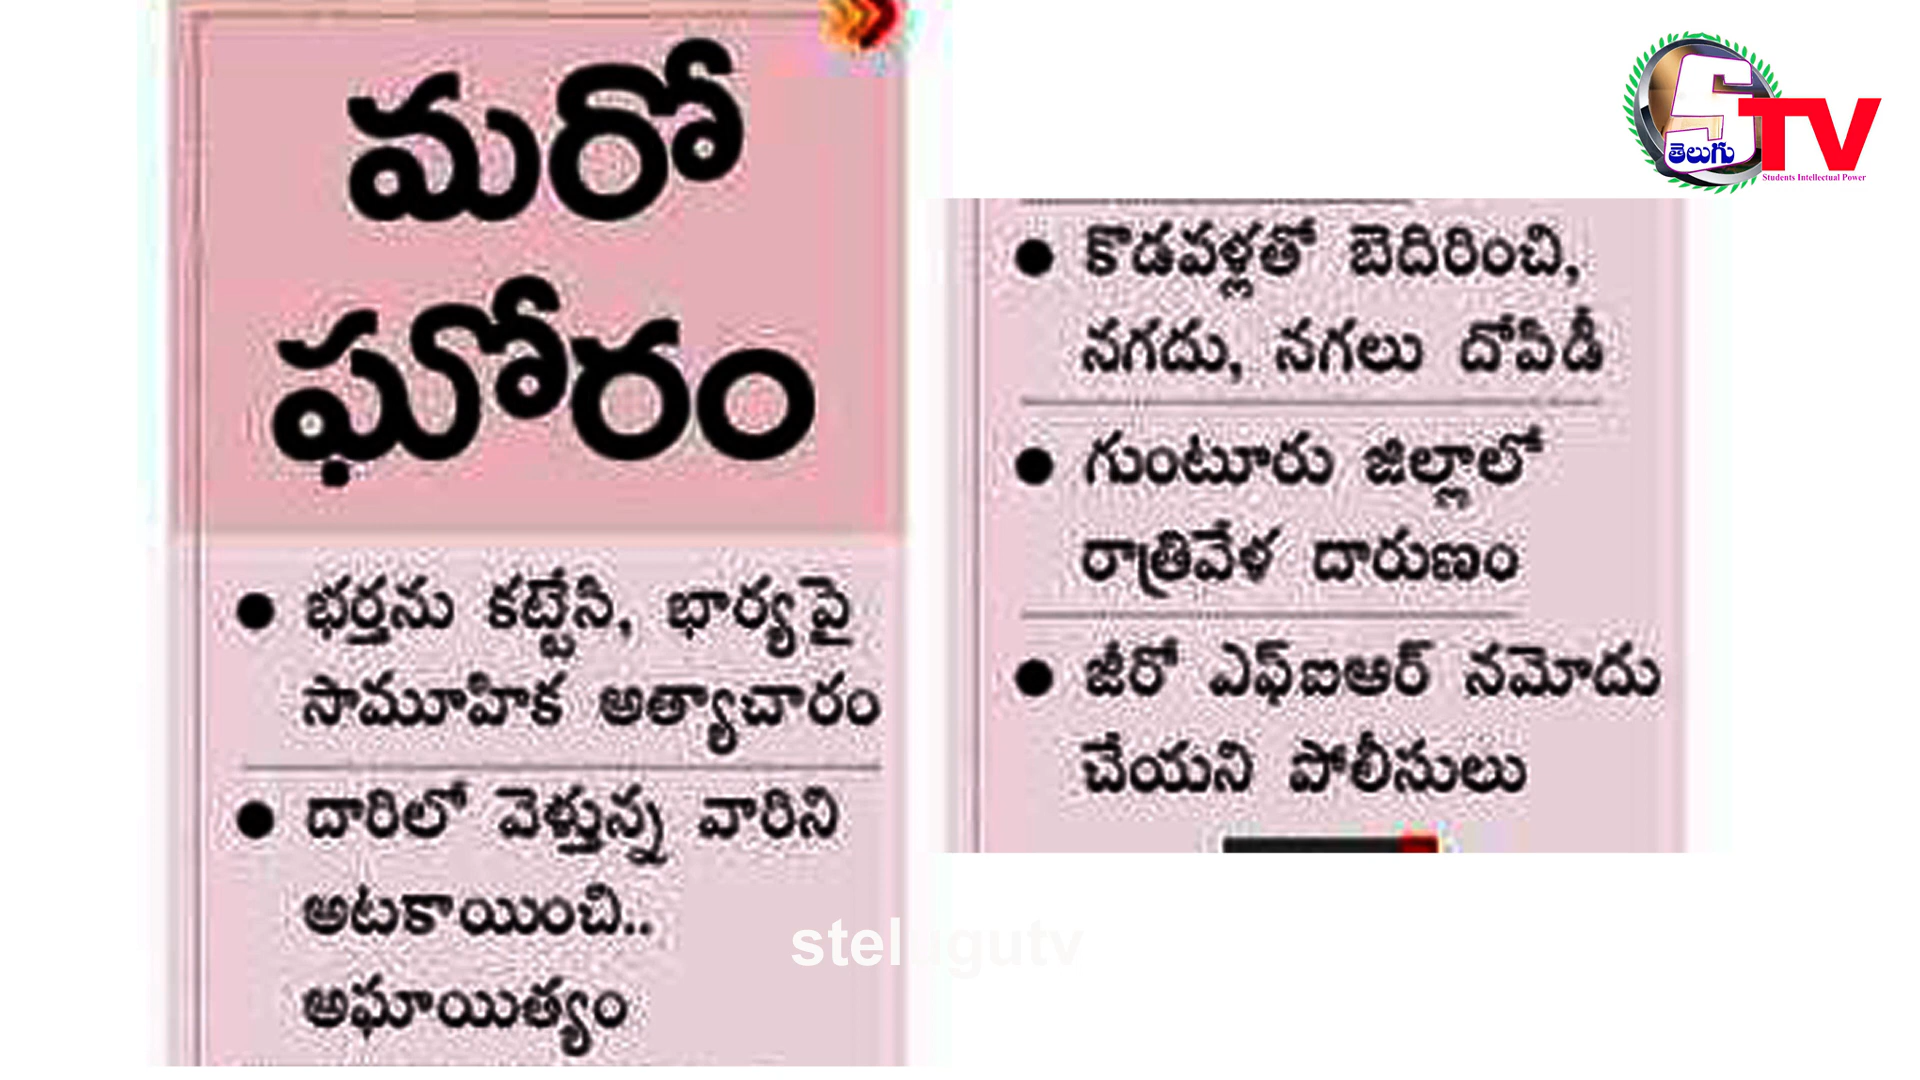 మరో
ఘోరం
● భర్తను కట్టేసి, భార్యపై
సామూహిక అత్యాచారం
● దారిలో వెళ్తున్న వారిని
అటకాయించి..
అఘాయిత్యం
● కొడవళ్లతో బెదిరించి,
నగదు, నగలు దోపిడీ
● గుంటూరు జిల్లాలో
రాత్రివేళ దారుణం
● జీరో ఎఫ్ఐఆర్ నమోదు
చేయని పోలీసులు
S TV
తెలుగు
Students Intellectual Power
stelugutv